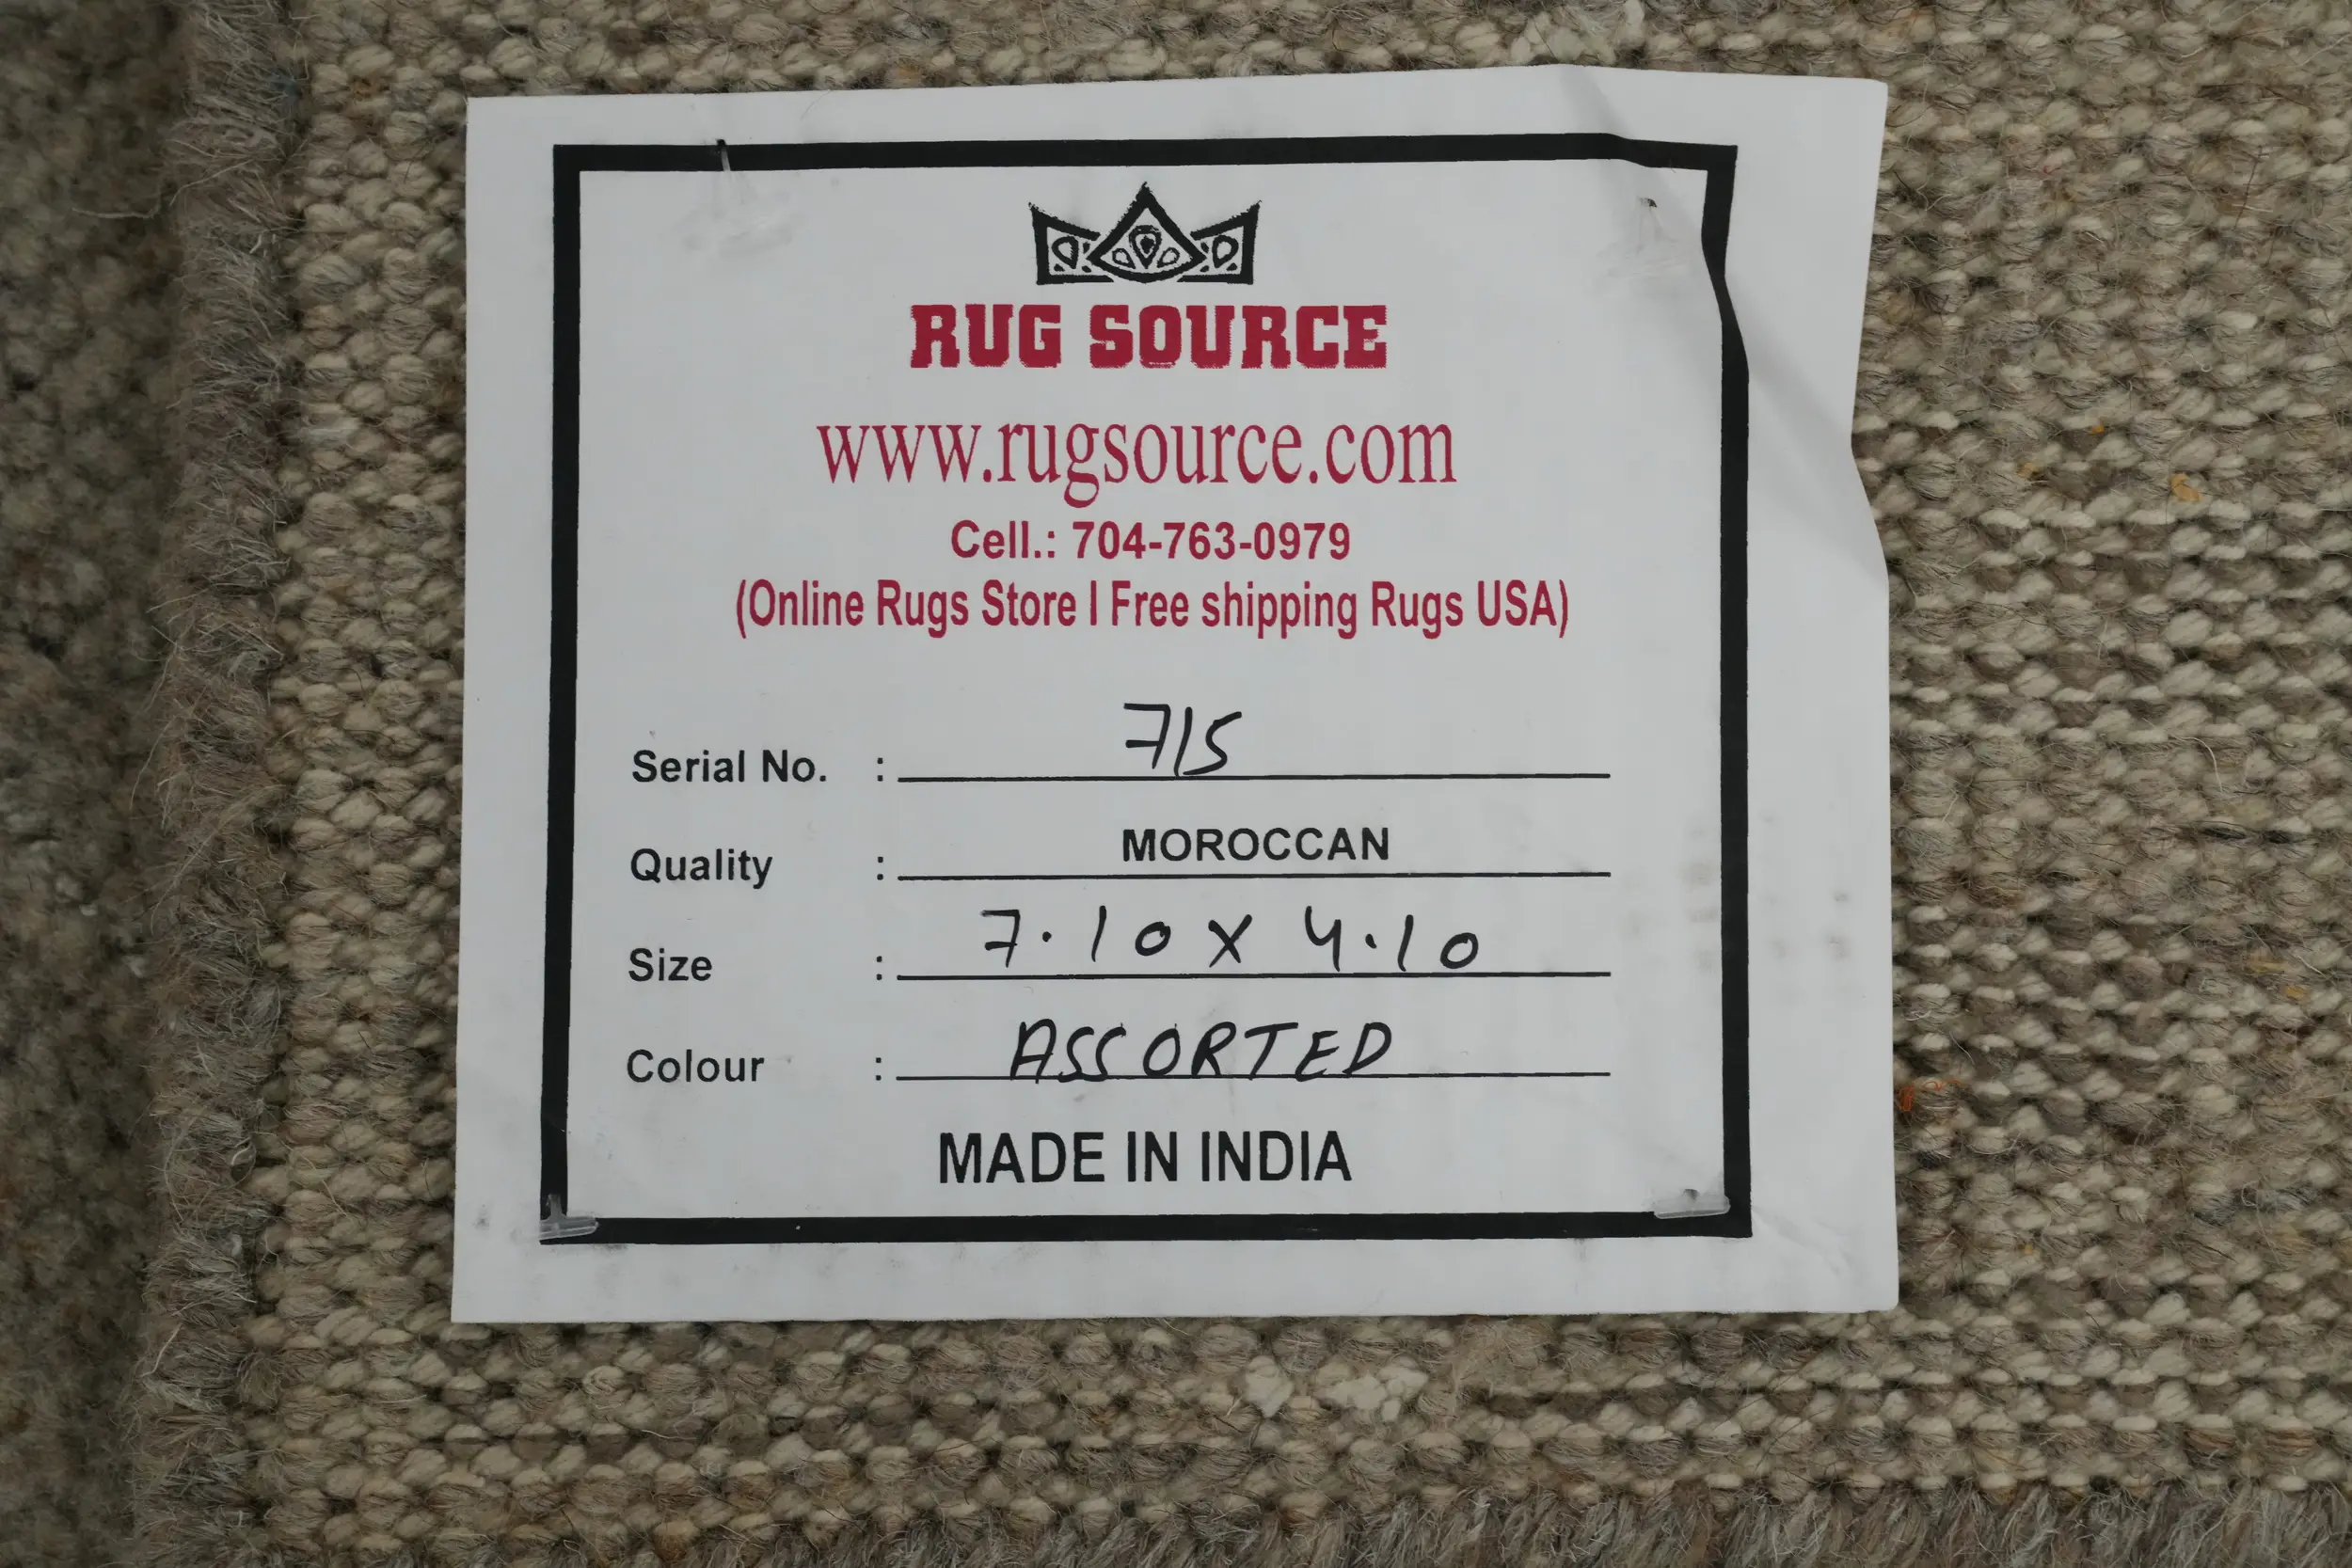 RUG SOURCE
www.rugsource.com
Cell.: 704-763-0979
(Online Rugs Store I Free shipping Rugs USA)
Serial No. : 715
Quality : MOROCCAN
Size : 7.10 X 4.10
Colour : ASSORTED
MADE IN INDIA